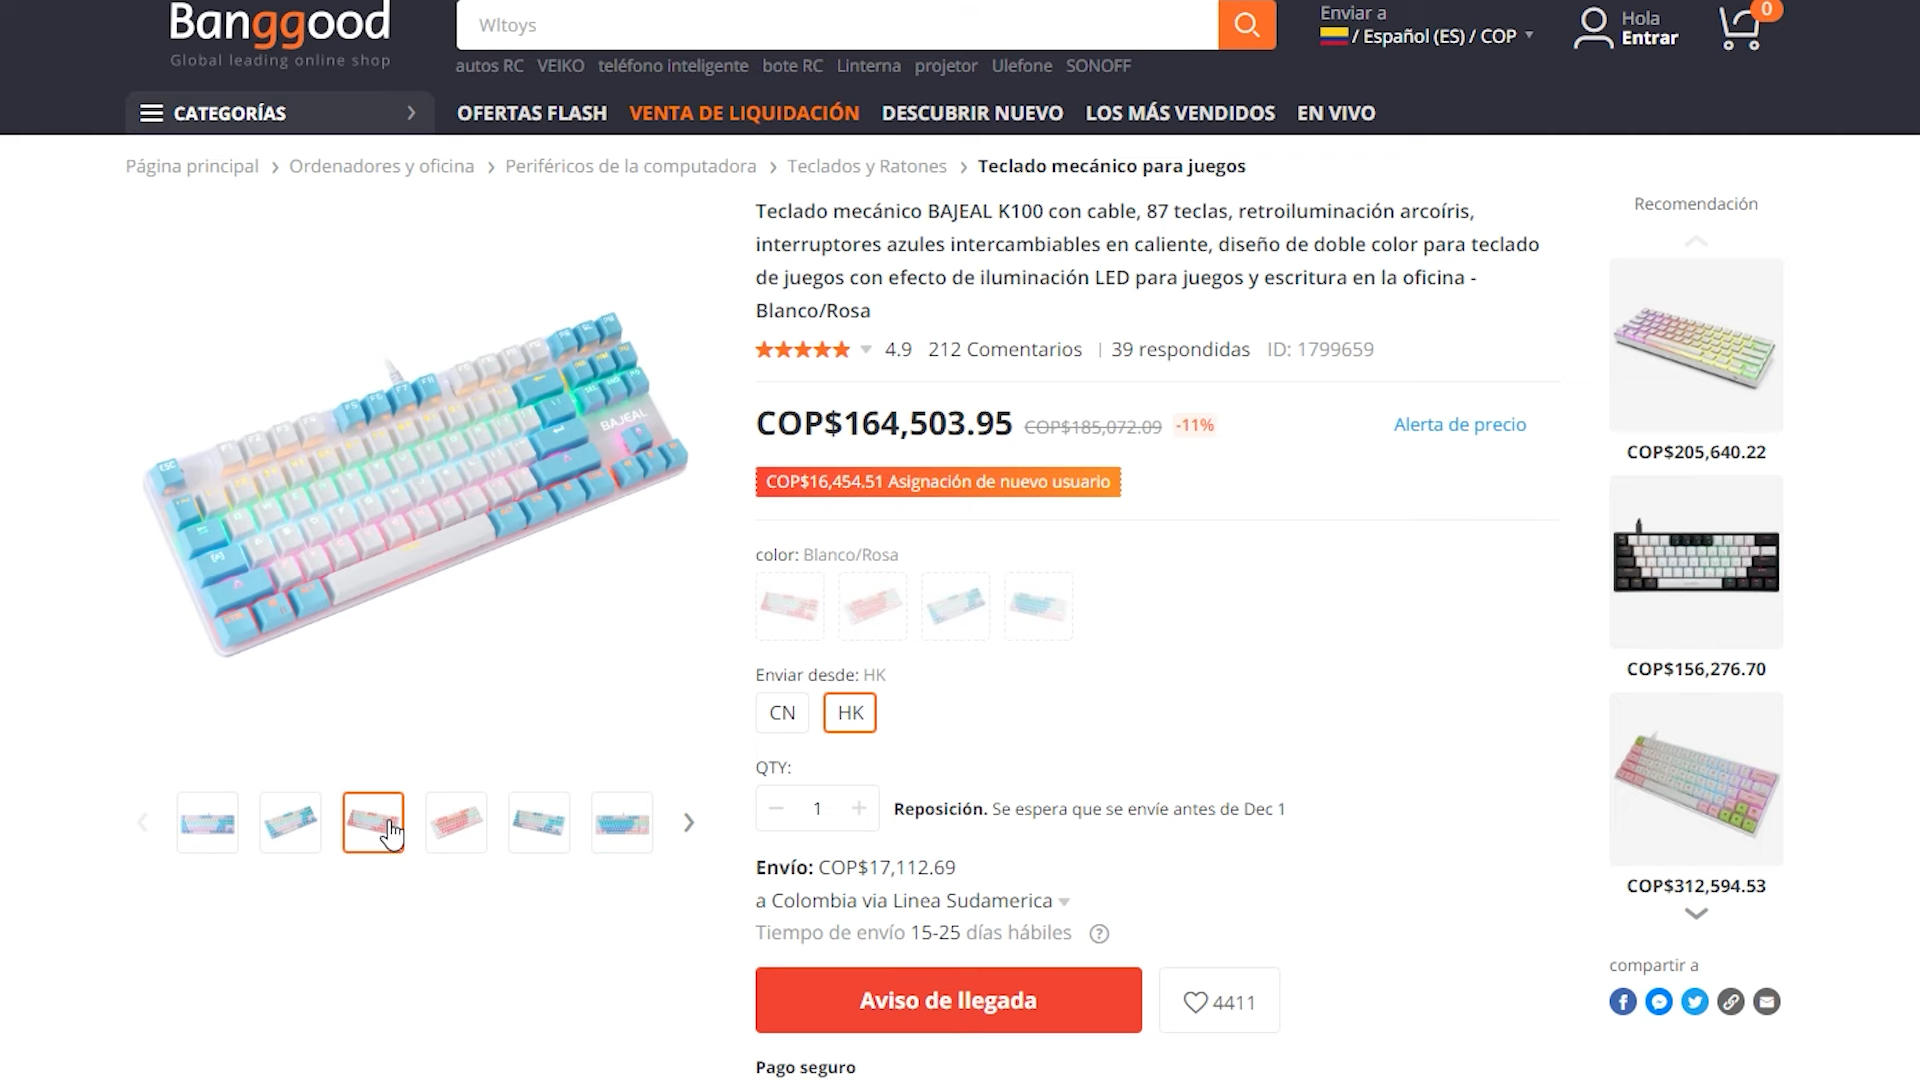 Banggood
Global leading online shop
Wltoys
Enviar a
/ Español (ES) / COP
Hola
Entrar
0
autos RC VEIKO teléfono inteligente bote RC Linterna projetor Ulefone SONOFF
CATEGORÍAS
OFERTAS FLASH VENTA DE LIQUIDACIÓN DESCUBRIR NUEVO LOS MÁS VENDIDOS EN VIVO
Página principal > Ordenadores y oficina > Periféricos de la computadora > Teclados y Ratones > Teclado mecánico para juegos
Teclado mecánico BAJEAL K100 con cable, 87 teclas, retroiluminación arcoíris,
interruptores azules intercambiables en caliente, diseño de doble color para teclado
de juegos con efecto de iluminación LED para juegos y escritura en la oficina -
Blanco/Rosa
4.9 212 Comentarios | 39 respondidas ID: 1799659
COP$164,503.95 COP$185,072.09 -11%
Alerta de precio
COP$16,454.51 Asignación de nuevo usuario
color: Blanco/Rosa
Enviar desde: HK
CN HK
QTY:
1
Reposición. Se espera que se envíe antes de Dec 1
Envío: COP$17,112.69
a Colombia via Linea Sudamerica
Tiempo de envío 15-25 días hábiles ?
Aviso de llegada
4411
Pago seguro
BAJEAL
ESC
Recomendación
COP$205,640.22
COP$156,276.70
COP$312,594.53
compartir a